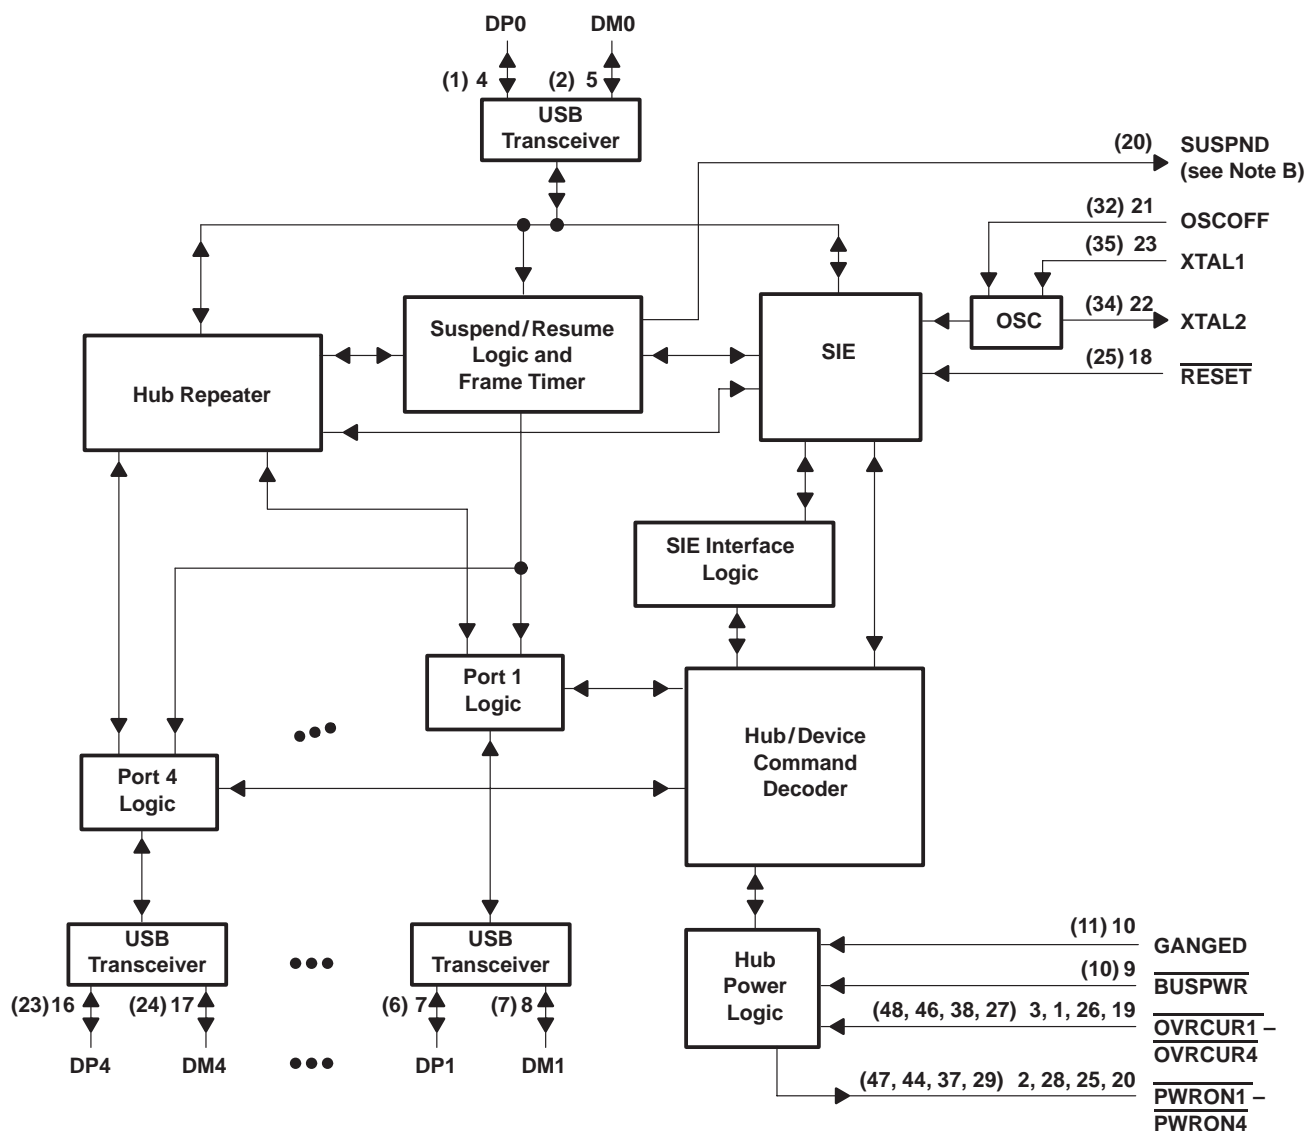 DP0 DM0
(1) 4 (2) 5
USB
Transceiver
(20) SUSPND
(see Note B)
(32) 21 OSCOFF
(35) 23 XTAL1
(34) 22 XTAL2
OSC
(25) 18 RESET
Suspend/Resume
Logic and
Frame Timer
SIE
Hub Repeater
SIE Interface
Logic
Port 1
Logic
Hub/Device
Command
Decoder
Port 4
Logic
USB
Transceiver
USB
Transceiver
(23) 16 (24) 17 (6) 7 (7) 8
DP4 DM4 DP1 DM1
Hub
Power
Logic
(11) 10 GANGED
(10) 9 BUSPWR
(48, 46, 38, 27) 3, 1, 26, 19 OVRCUR1 –
OVRCUR4
(47, 44, 37, 29) 2, 28, 25, 20 PWRON1 –
PWRON4